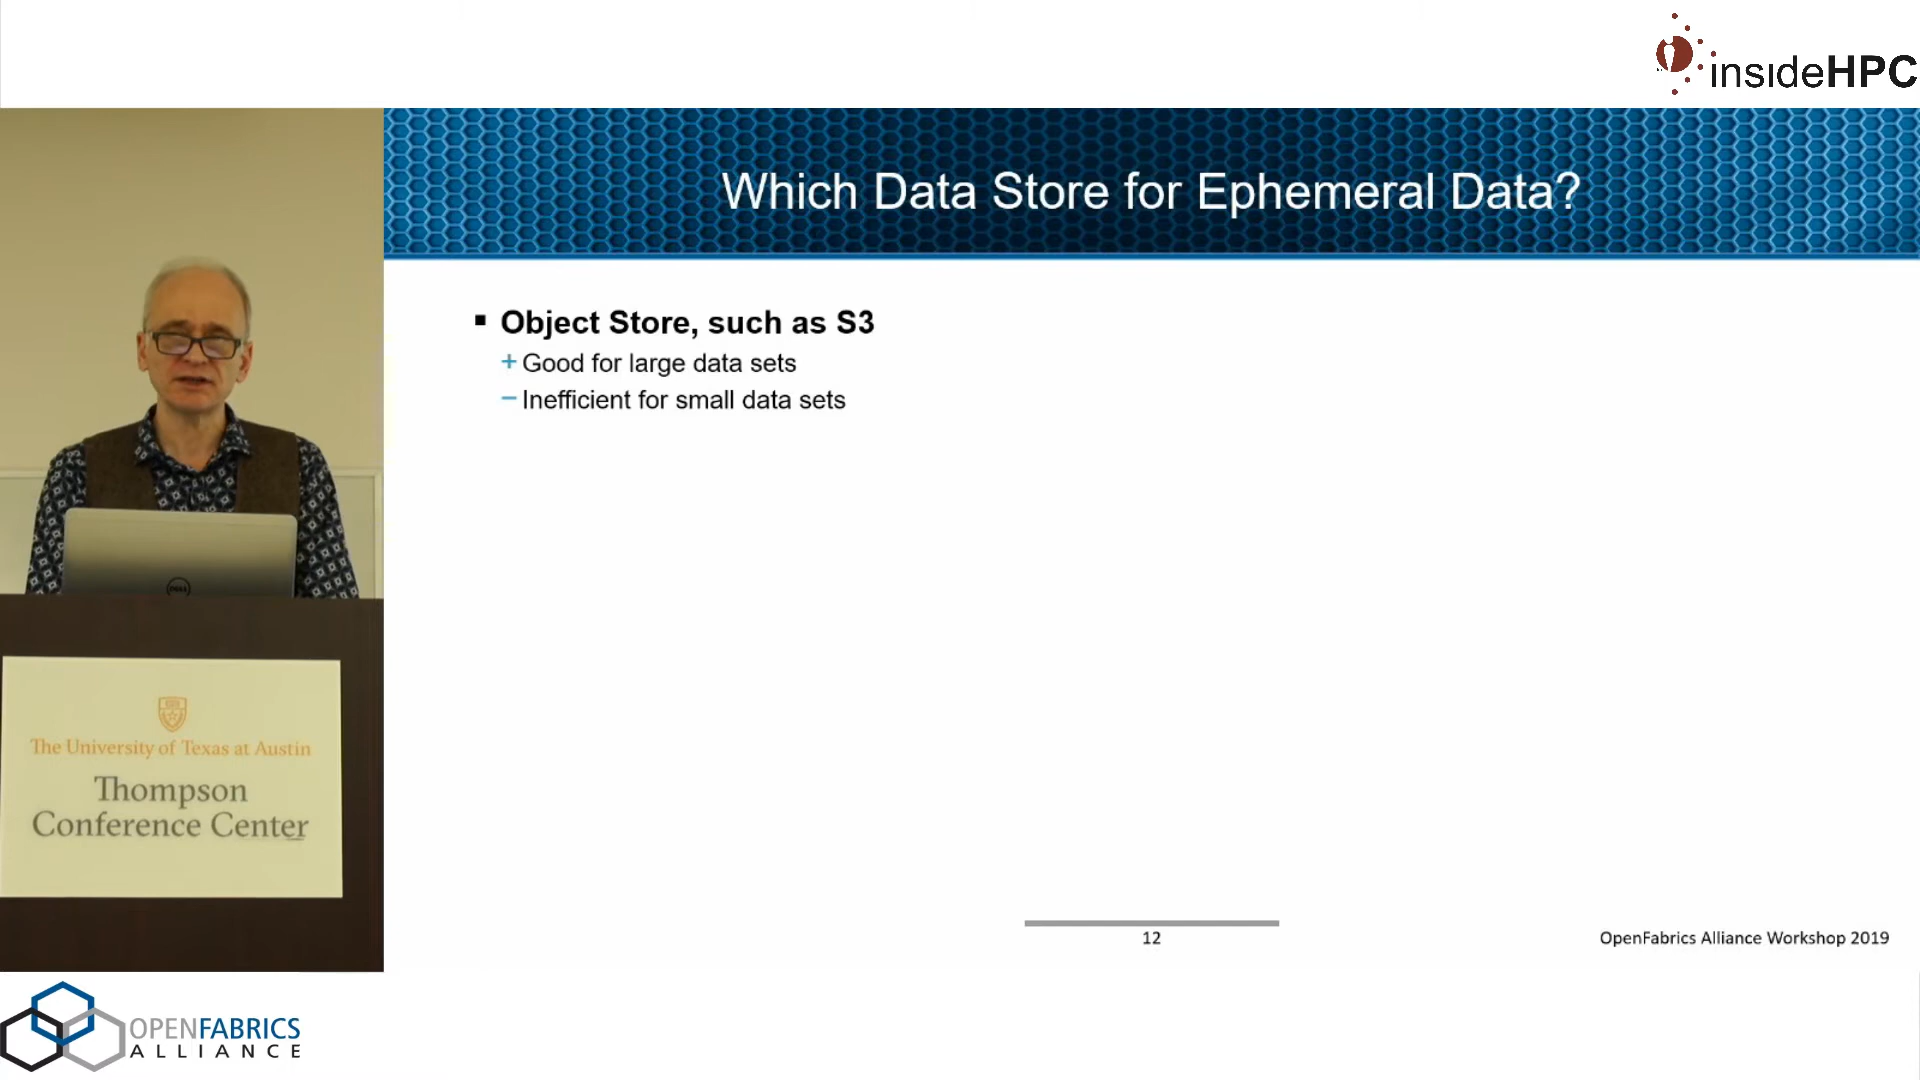 insideHPC
Which Data Store for Ephemeral Data?
▪ Object Store, such as S3
+ Good for large data sets
− Inefficient for small data sets
DELL
The University of Texas at Austin
Thompson
Conference Center
12
OpenFabrics Alliance Workshop 2019
OPENFABRICS
ALLIANCE